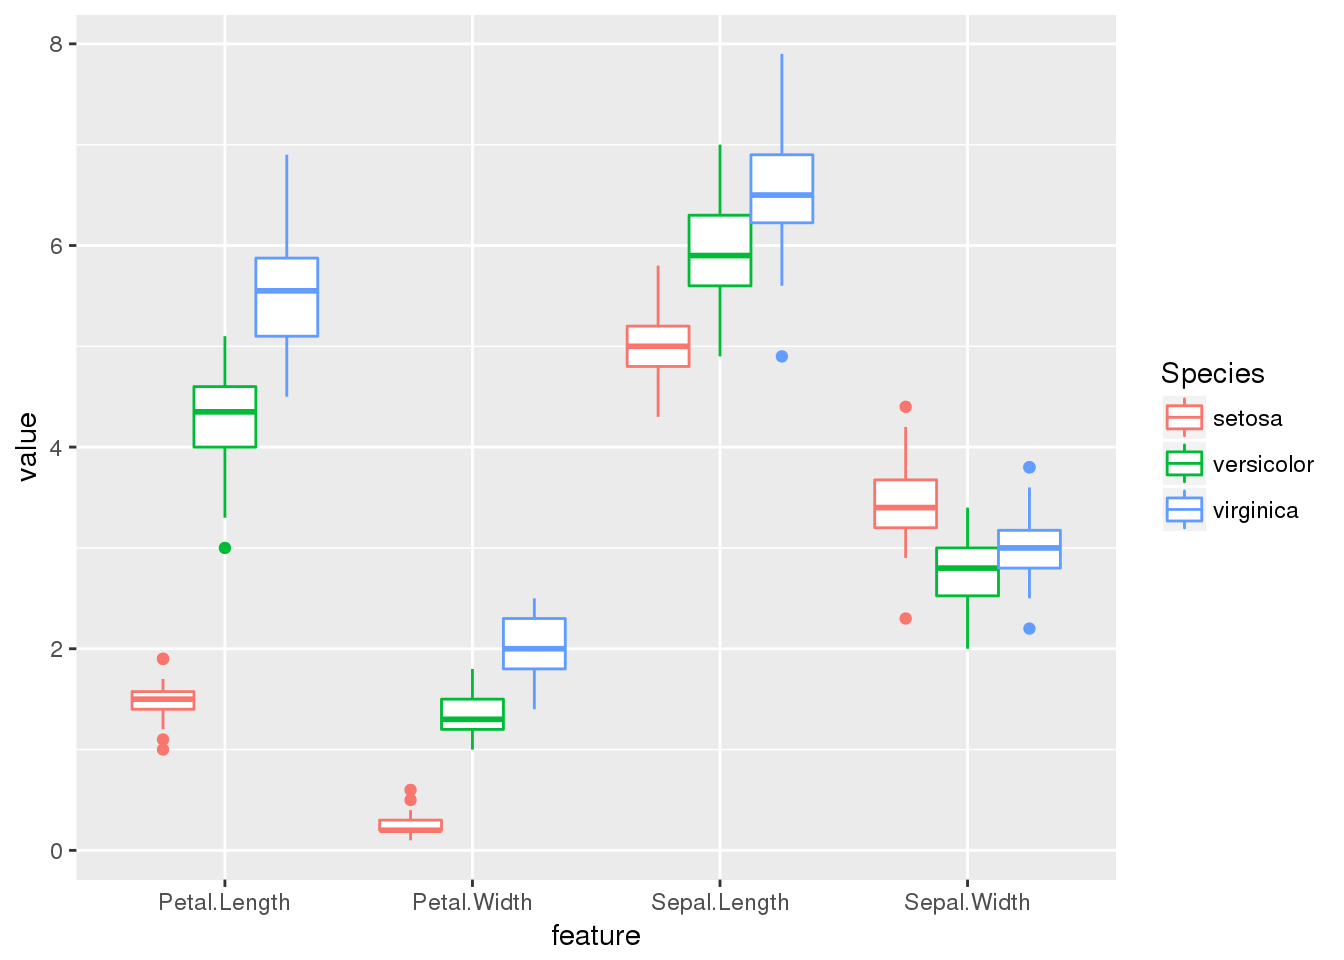 8
6
4
2
0
value
Petal.Length
Petal.Width
Sepal.Length
Sepal.Width
feature
Species
setosa
versicolor
virginica